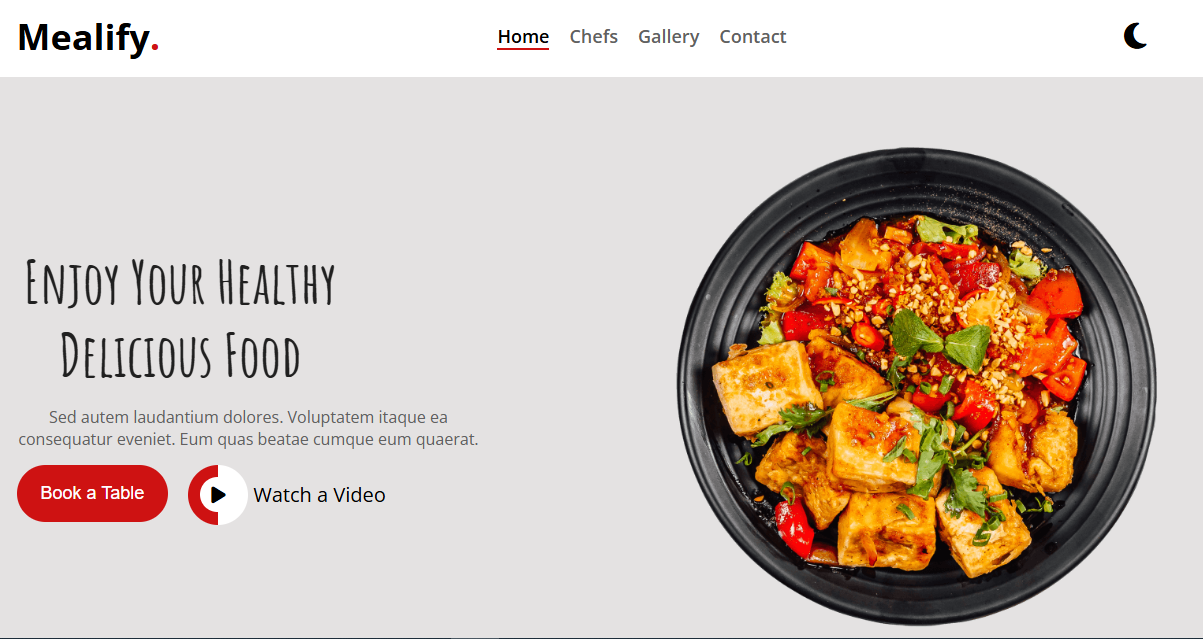 Mealify.
Home Chefs Gallery Contact
Enjoy Your Healthy
Delicious Food
Sed autem laudantium dolores. Voluptatem itaque ea
consequatur eveniet. Eum quas beatae cumque eum quaerat.
Book a Table
Watch a Video